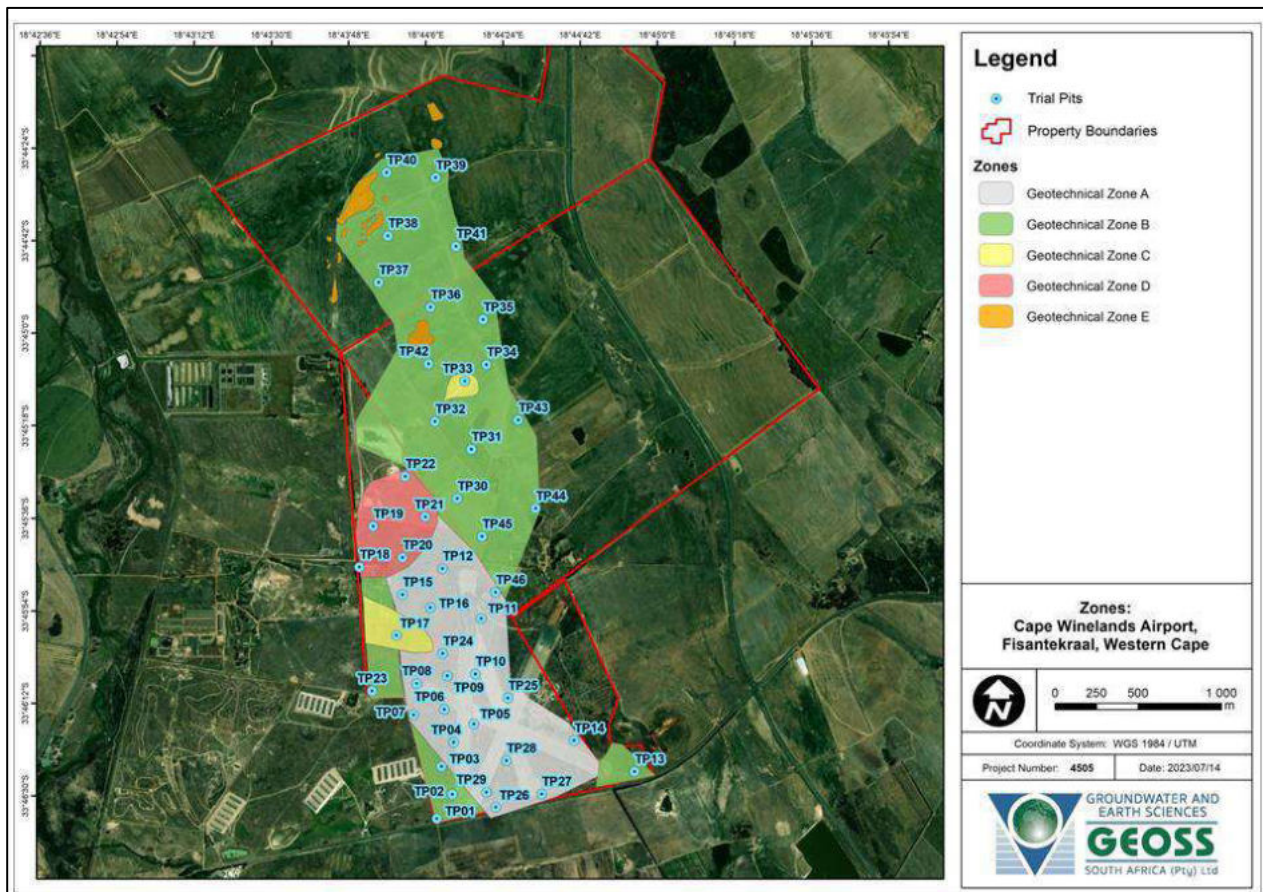 18°42'36"E 18°42'54"E 18°43'12"E 18°43'30"E 18°43'48"E 18°44'6"E 18°44'24"E 18°44'42"E 18°45'0"E 18°45'18"E 18°45'36"E 18°45'54"E
33°44'24"S
33°44'42"S
33°45'0"S
33°45'18"S
33°45'36"S
33°45'54"S
33°46'12"S
33°46'30"S
TP40 TP39
TP38 TP41
TP37
TP36 TP35
TP42 TP34
TP33
TP32 TP43
TP31
TP22
TP30 TP44
TP21
TP19 TP45
TP18 TP20 TP12
TP15 TP46
TP16 TP11
TP17
TP24
TP08 TP10
TP09
TP23 TP06 TP25
TP07 TP05
TP04 TP14
TP28
TP03 TP13
TP29 TP27
TP02 TP26
TP01
Legend
Trial Pits
Property Boundaries
Zones
Geotechnical Zone A
Geotechnical Zone B
Geotechnical Zone C
Geotechnical Zone D
Geotechnical Zone E
Zones:
Cape Winelands Airport,
Fisantekraal, Western Cape
N
0 250 500 1 000
m
Coordinate System: WGS 1984 / UTM
Project Number: 4505 Date: 2023/07/14
GROUNDWATER AND
EARTH SCIENCES
GEOSS
SOUTH AFRICA (Pty) Ltd